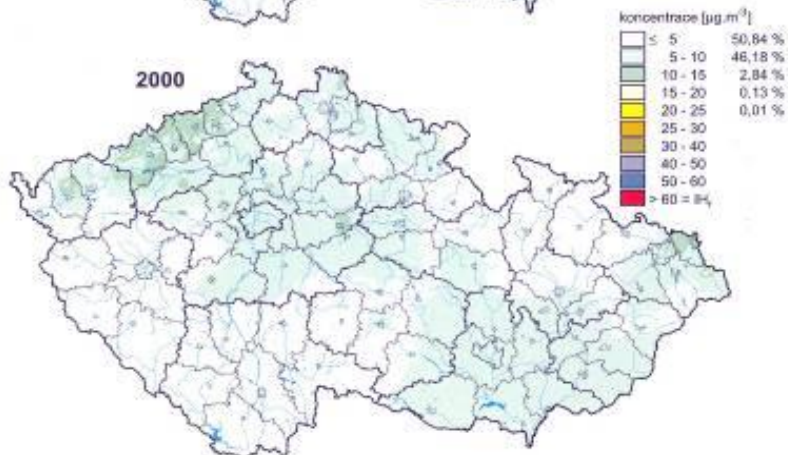 koncentrace [µg.m⁻³]
≤ 5 50,84 %
5 - 10 46,18 %
10 - 15 2,84 %
15 - 20 0,13 %
20 - 25 0,01 %
25 - 30
30 - 40
40 - 50
50 - 60
> 60 = IHr
2000